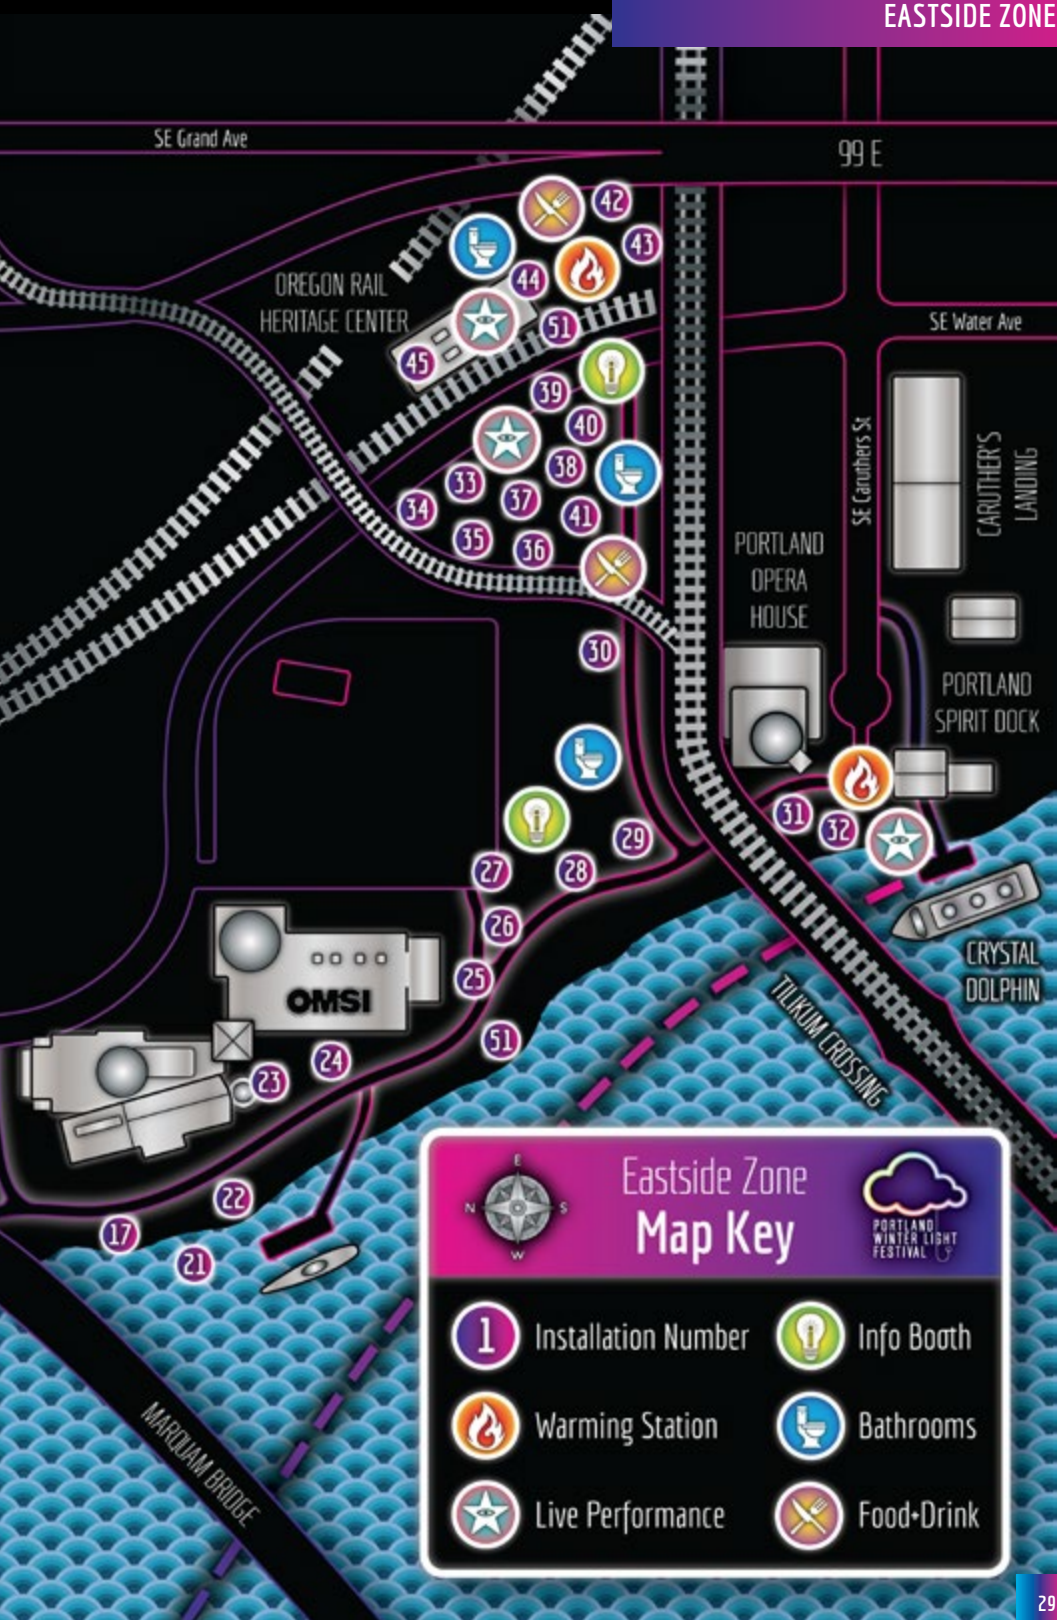 EASTSIDE ZONE
SE Grand Ave
99 E
42
43
44
OREGON RAIL
HERITAGE CENTER
51
45
SE Water Ave
39
40
38
33
37
34
41
35
36
SE Caruthers St
CARUTHER'S
LANDING
PORTLAND
OPERA
HOUSE
30
PORTLAND
SPIRIT DOCK
31
32
29
27
28
26
25
OMSI
51
24
23
CRYSTAL
DOLPHIN
TILIKUM CROSSING
22
17
21
MARQUAM BRIDGE
E
N
S
W
Eastside Zone
Map Key
PORTLAND
WINTER LIGHT
FESTIVAL
1 Installation Number
Info Booth
Warming Station
Bathrooms
Live Performance
Food+Drink
29